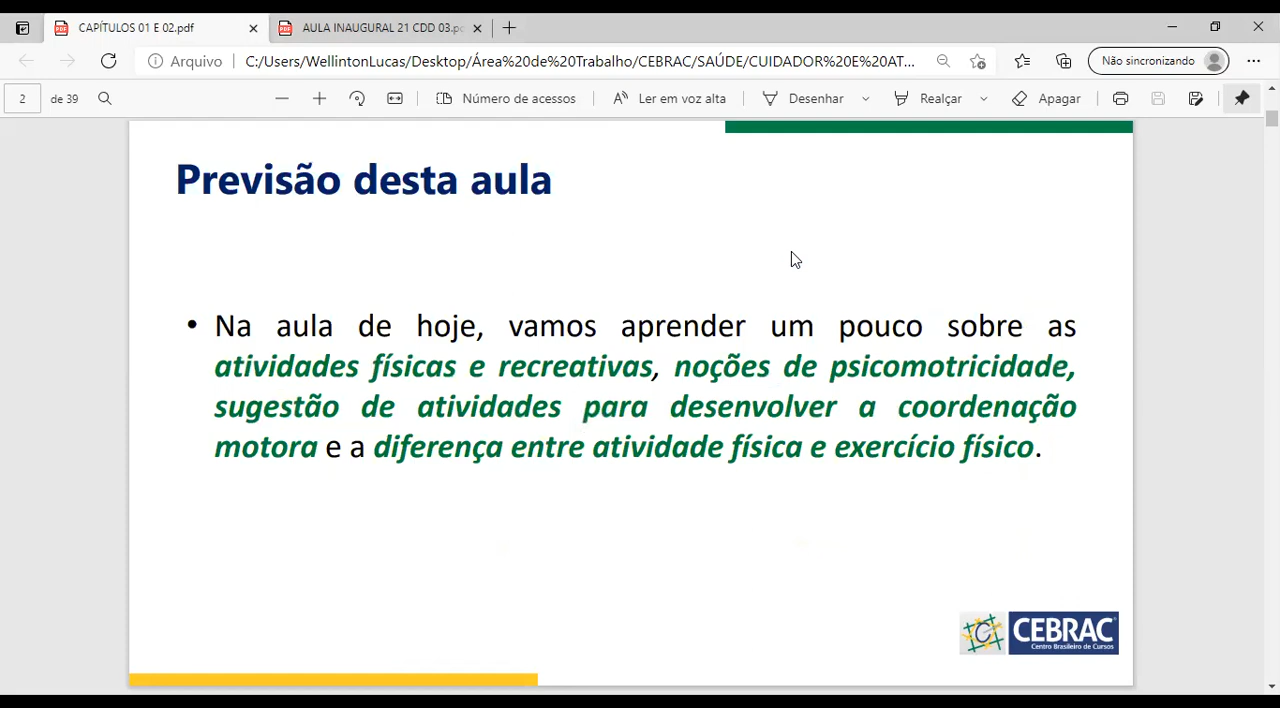 CAPÍTULOS 01 E 02.pdf
AULA INAUGURAL 21 CDD 03.pd
Arquivo
C:/Users/WellintonLucas/Desktop/Área%20de%20Trabalho/CEBRAC/SAÚDE/CUIDADOR%20E%20AT...
Não sincronizando
2 de 39
Número de acessos
Ler em voz alta
Desenhar
Realçar
Apagar
Previsão desta aula
• Na aula de hoje, vamos aprender um pouco sobre as
atividades físicas e recreativas, noções de psicomotricidade,
sugestão de atividades para desenvolver a coordenação
motora e a diferença entre atividade física e exercício físico.
CEBRAC
Centro Brasileiro de Cursos